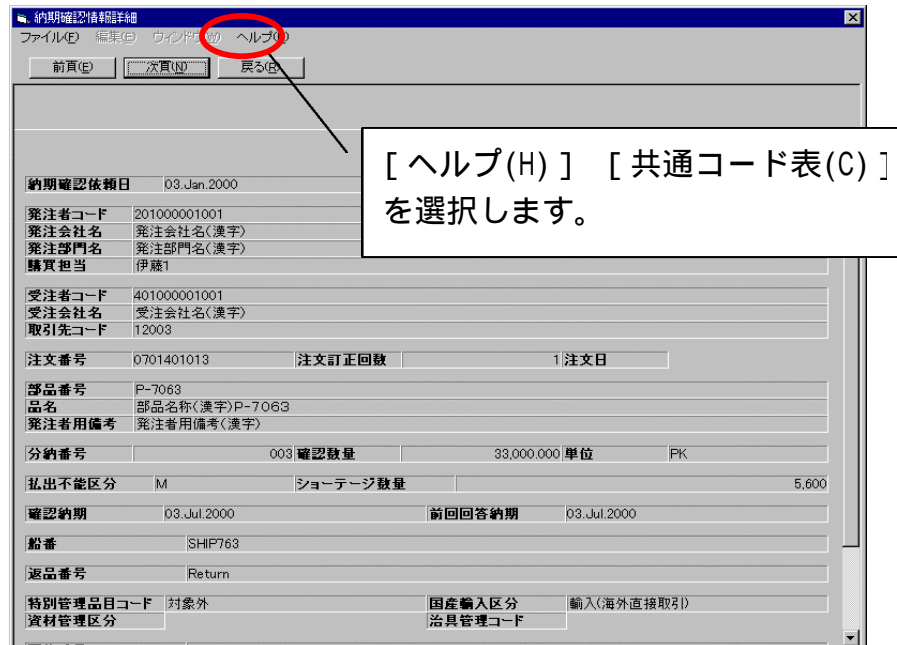 納期確認情報詳細
ファイル(F) 編集(E) ウィンドウ(W) ヘルプ(H)
前頁(E) 次頁(N) 戻る(R)
[ヘルプ(H)] [共通コード表(C)]
を選択します。
納期確認依頼日 03.Jan.2000
発注者コード 201000001001
発注会社名 発注会社名(漢字)
発注部門名 発注部門名(漢字)
購買担当 伊藤1
受注者コード 401000001001
受注会社名 受注会社名(漢字)
取引先コード 12003
注文番号 0701401013 注文訂正回数 1 注文日
部品番号 P-7063
品名 部品名称(漢字)P-7063
発注者用備考 発注者用備考(漢字)
分納番号 003 確認数量 33,000.000 単位 PK
払出不能区分 M ショーテージ数量 5,600
確認納期 03.Jul.2000 前回回答納期 03.Jul.2000
船番 SHIP763
返品番号 Return
特別管理品目コード 対象外 国産輸入区分 輸入(海外直接取引)
資材管理区分 治具管理コード